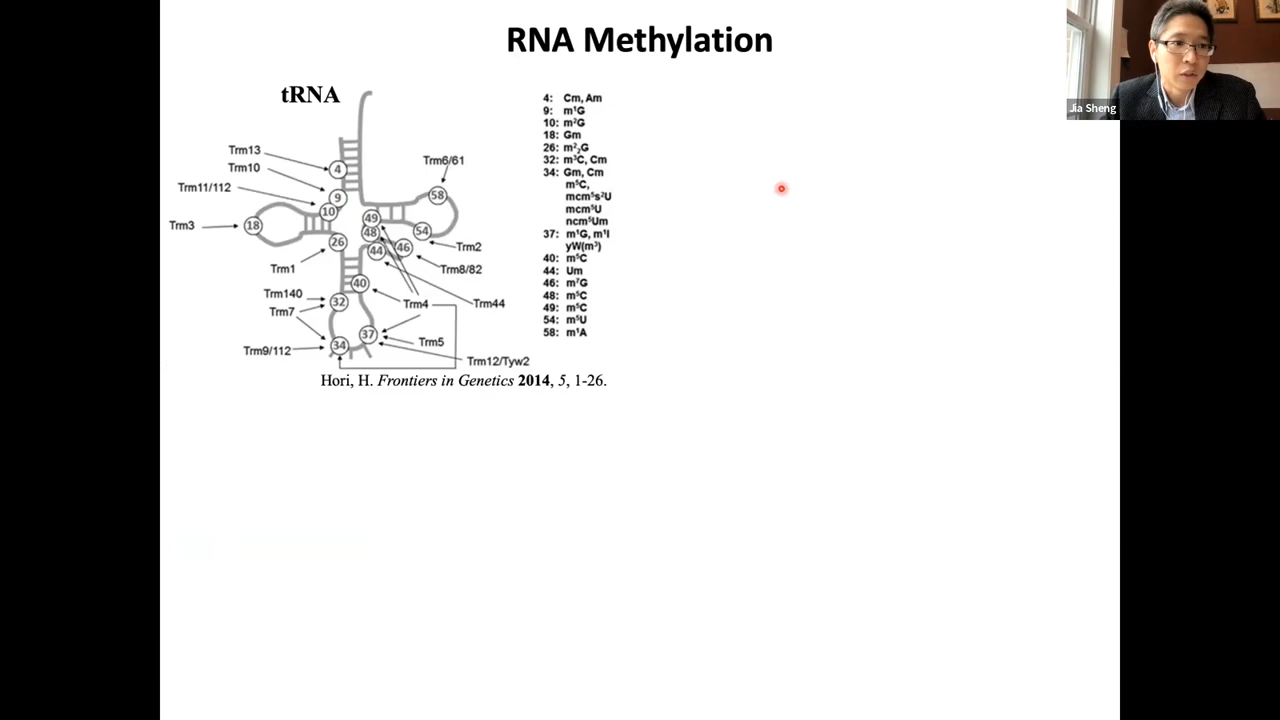 RNA Methylation
Jia Sheng
tRNA
Trm13
Trm10
Trm11/112
Trm3
Trm1
Trm140
Trm7
Trm9/112
Trm6/61
Trm2
Trm8/82
Trm44
Trm4
Trm5
Trm12/Tyw2
4
9
10
18
26
32
34
37
40
44
46
48
49
54
58
4: Cm, Am
9: m¹G
10: m²G
18: Gm
26: m²₂G
32: m³C, Cm
34: Gm, Cm
m⁵C,
mcm⁵s²U
mcm⁵U
ncm⁵Um
37: m¹G, m¹I
yW(m³)
40: m⁵C
44: Um
46: m⁷G
48: m⁵C
49: m⁵C
54: m⁵U
58: m¹A
Hori, H. Frontiers in Genetics 2014, 5, 1-26.